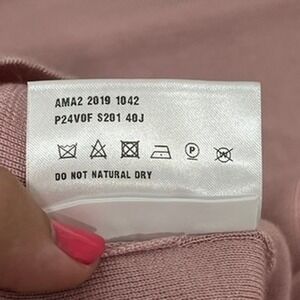 AMA2 2019 1042
P24V0F S201 40J
P
DO NOT NATURAL DRY